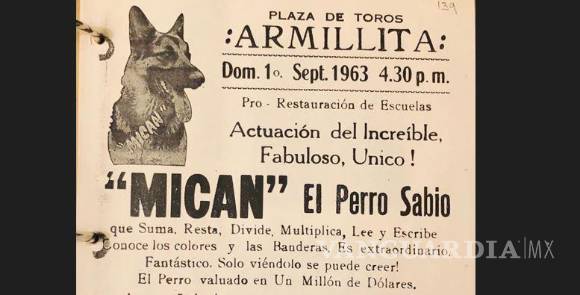 139
PLAZA DE TOROS
:ARMILLITA:
Dom. 1o. Sept. 1963 4.30 p. m.
Pro - Restauración de Escuelas
Actuación del Increíble,
Fabuloso, Unico !
"MICAN"
"MICAN" El Perro Sabio
que Suma, Resta, Divide, Multiplica, Lee y Escribe
Conoce los colores y las Banderas. Es extraordinario.
VANGUARDIA|MX
Fantástico. Solo viéndolo se puede creer!
El Perro valuado en Un Millón de Dólares.